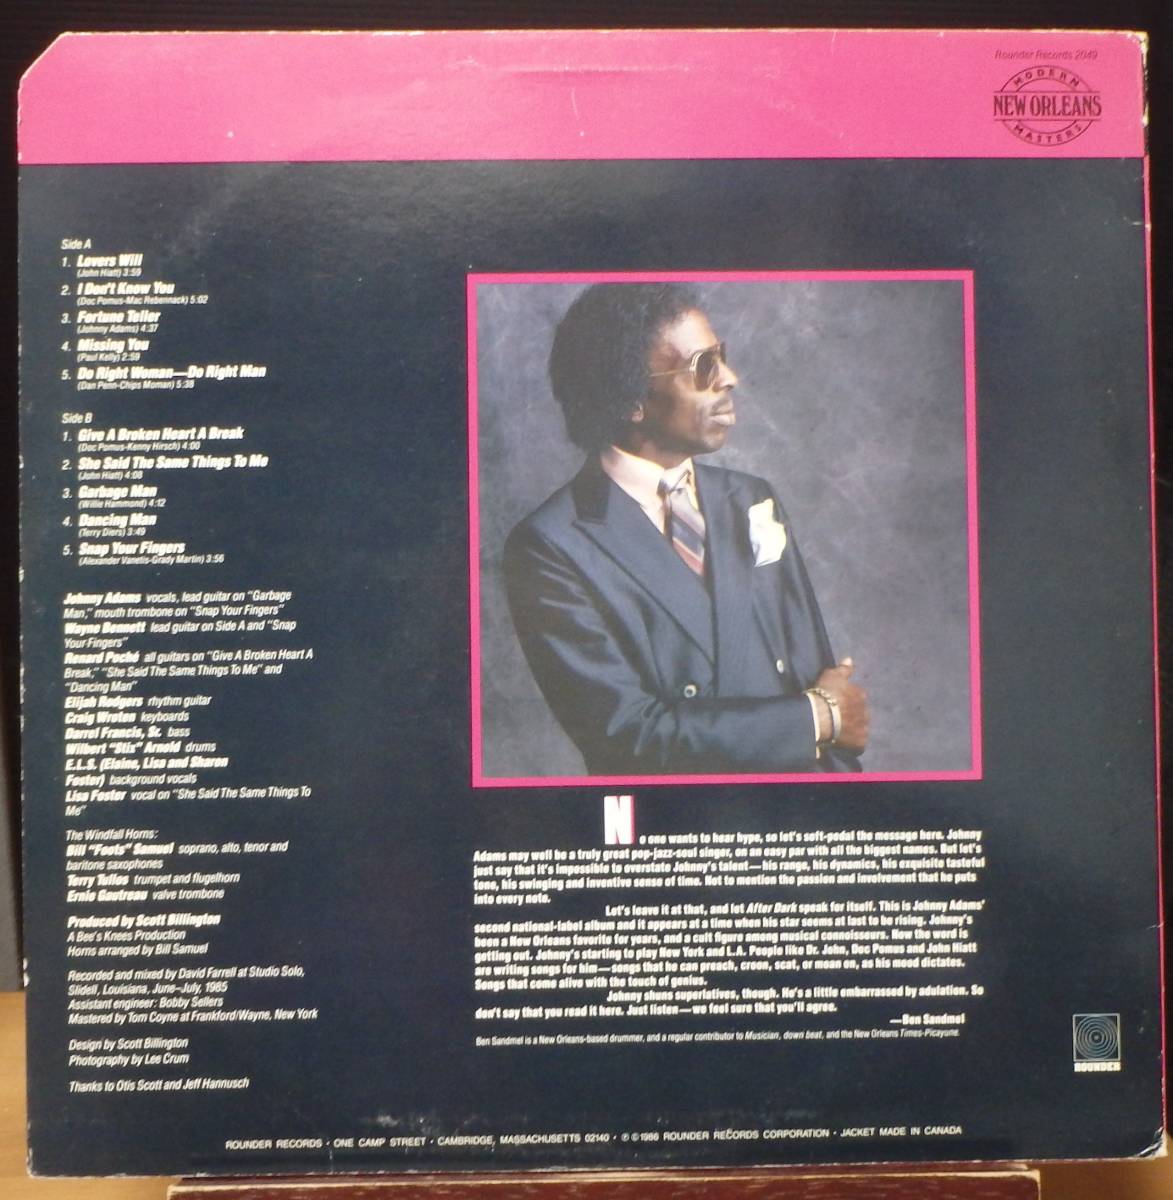 Rounder Records 2049
MODERN
NEW ORLEANS
MASTERS
Side A
1. Lovers Will
(John Hiatt) 3:59
2. I Don't Know You
(Doc Pomus-Mac Rebennack) 5:02
3. Fortune Teller
(Johnny Adams) 4:37
4. Missing You
(Paul Kelly) 2:59
5. Do Right Woman—Do Right Man
(Dan Penn-Chips Moman) 5:38
Side B
1. Give A Broken Heart A Break
(Doc Pomus-Kenny Hirsch) 4:00
2. She Said The Same Things To Me
(John Hiatt) 4:08
3. Garbage Man
(Willie Hammond) 4:12
4. Dancing Man
(Terry Diers) 3:49
5. Snap Your Fingers
(Alexander Vanetis-Grady Martin) 3:56
Johnny Adams vocals, lead guitar on "Garbage
Man," mouth trombone on "Snap Your Fingers"
Wayne Bennett lead guitar on Side A and "Snap
Your Fingers"
Renard Poché all guitars on "Give A Broken Heart A
Break," "She Said The Same Things To Me" and
"Dancing Man"
Elijah Rodgers rhythm guitar
Craig Wroten keyboards
Darrel Francis, Sr. bass
Wilbert "Stix" Arnold drums
E.L.S. (Elaine, Lisa and Sharon
Foster) background vocals
Lisa Foster vocal on "She Said The Same Things To
Me"
The Windfall Horns:
Bill "Foots" Samuel soprano, alto, tenor and
baritone saxophones
Terry Tullos trumpet and flugelhorn
Ernie Gautreau valve trombone
Produced by Scott Billington
A Bee's Knees Production
Horns arranged by Bill Samuel
Recorded and mixed by David Farrell at Studio Solo,
Slidell, Louisiana, June–July, 1985
Assistant engineer: Bobby Sellers
Mastered by Tom Coyne at Frankford/Wayne, New York
Design by Scott Billington
Photography by Lee Crum
Thanks to Otis Scott and Jeff Hannusch
No one wants to hear hype, so let's soft-pedal the message here. Johnny
Adams may well be a truly great pop-jazz-soul singer, on an easy par with all the biggest names. But let's
just say that it's impossible to overstate Johnny's talent—his range, his dynamics, his exquisite tasteful
tone, his swinging and inventive sense of time. Not to mention the passion and involvement that he puts
into every note.
Let's leave it at that, and let After Dark speak for itself. This is Johnny Adams'
second national-label album and it appears at a time when his star seems at last to be rising. Johnny's
been a New Orleans favorite for years, and a cult figure among musical connoisseurs. Now the word is
getting out. Johnny's starting to play New York and L.A. People like Dr. John, Doc Pomus and John Hiatt
are writing songs for him—songs that he can preach, croon, scat, or moan on, as his mood dictates.
Songs that come alive with the touch of genius.
Johnny shuns superlatives, though. He's a little embarrassed by adulation. So
don't say that you read it here. Just listen—we feel sure that you'll agree.
—Ben Sandmel
Ben Sandmel is a New Orleans-based drummer, and a regular contributor to Musician, down beat, and the New Orleans Times-Picayune.
ROUNDER
ROUNDER RECORDS • ONE CAMP STREET • CAMBRIDGE, MASSACHUSETTS 02140 • ℗ © 1986 ROUNDER RECORDS CORPORATION • JACKET MADE IN CANADA